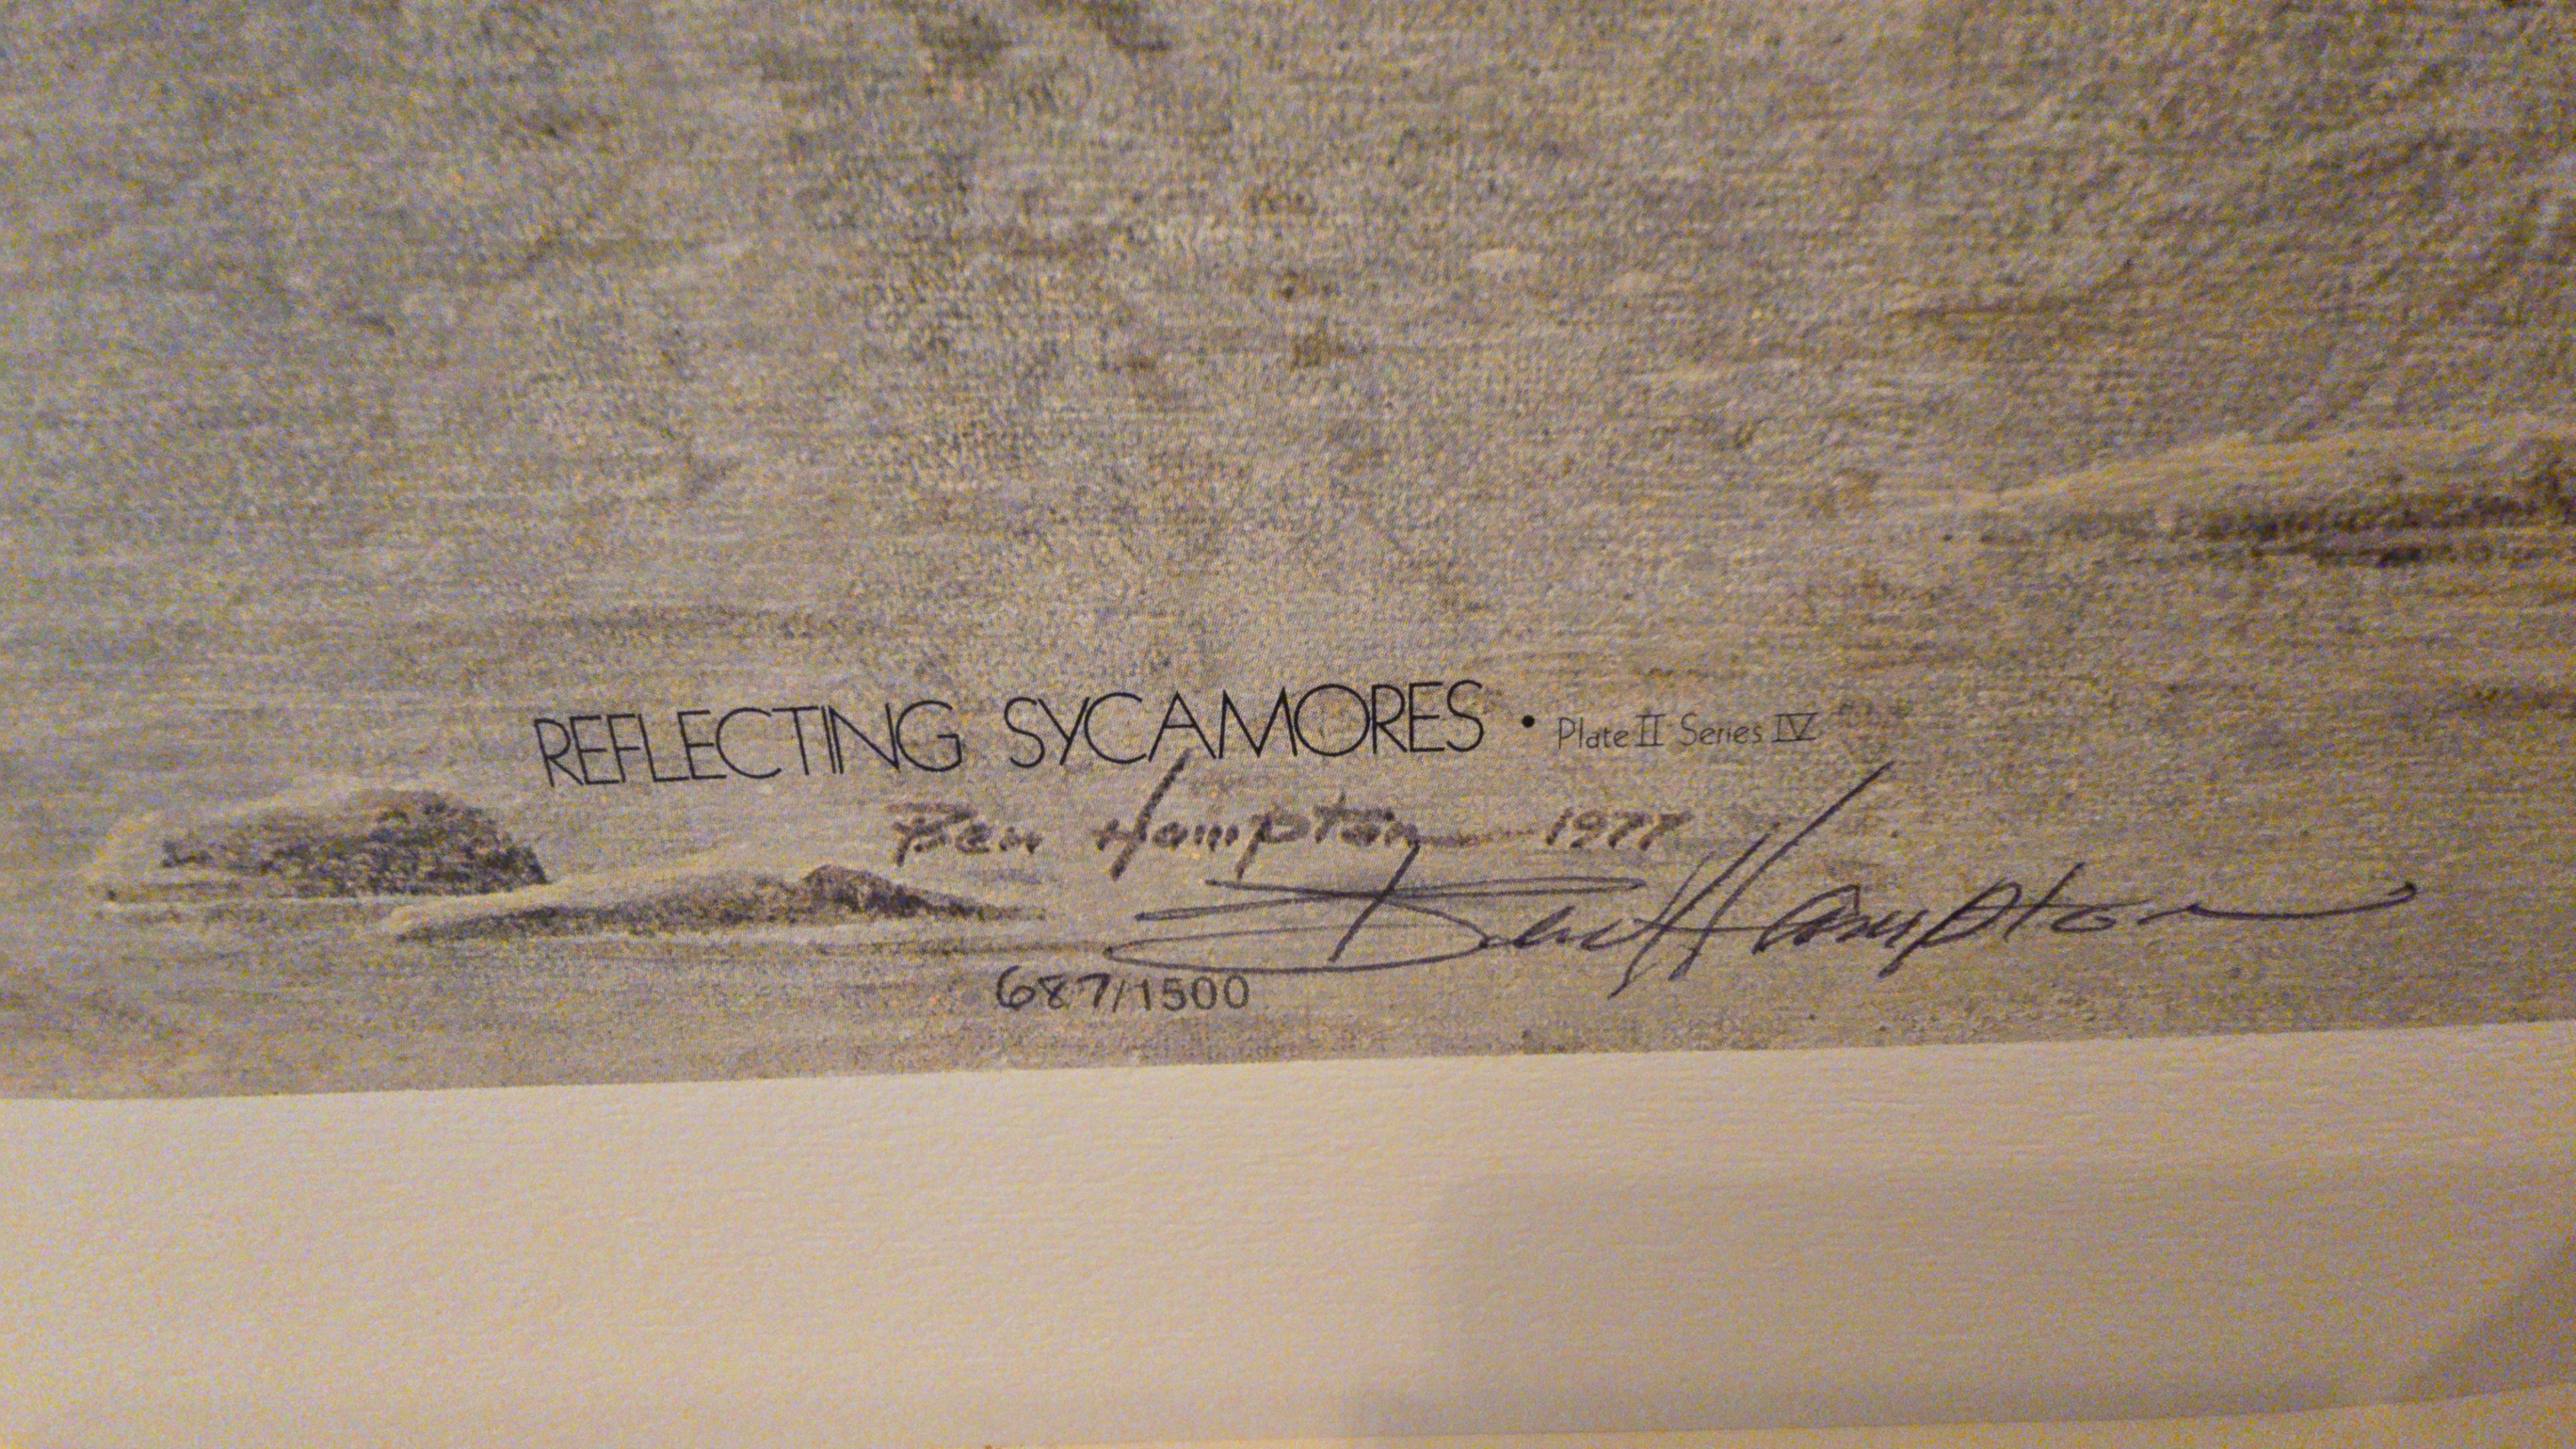 REFLECTING SYCAMORES • Plate II Series IV
Ben Hampton 1977
Ben Hampton
687/1500